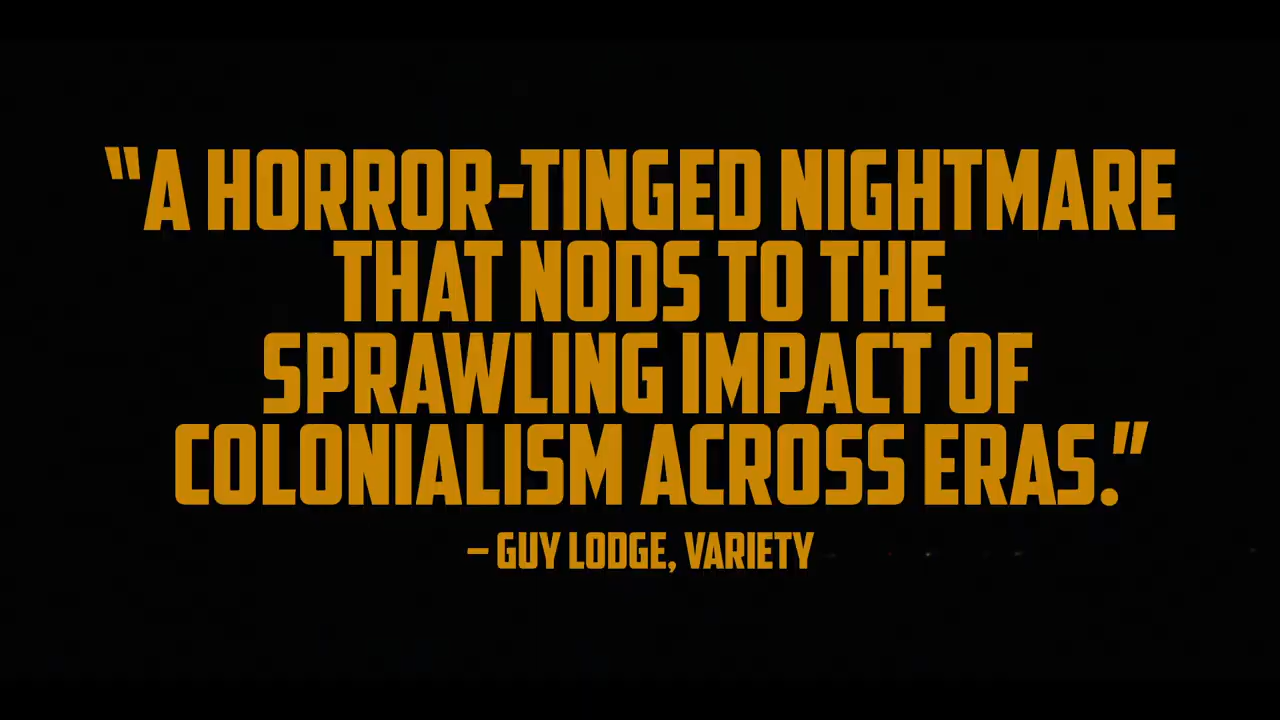 “A HORROR-TINGED NIGHTMARE
THAT NODS TO THE
SPRAWLING IMPACT OF
COLONIALISM ACROSS ERAS.”
– GUY LODGE, VARIETY